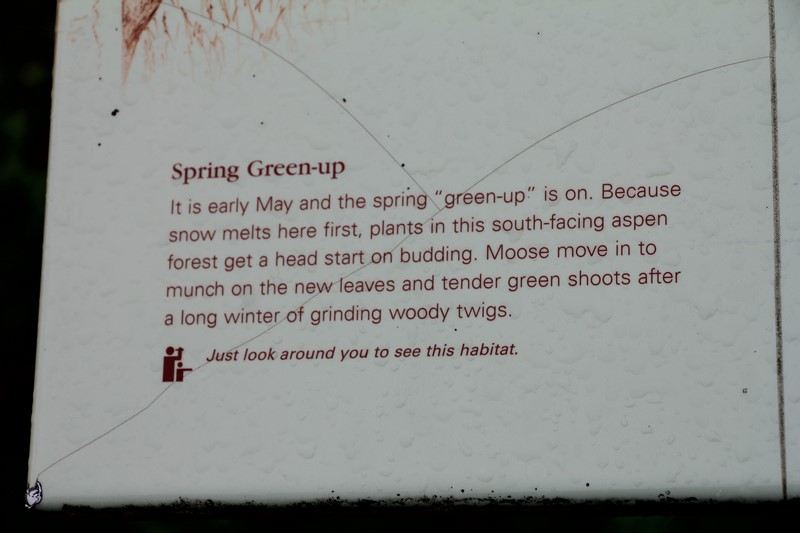 Spring Green-up
It is early May and the spring “green-up” is on. Because
snow melts here first, plants in this south-facing aspen
forest get a head start on budding. Moose move in to
munch on the new leaves and tender green shoots after
a long winter of grinding woody twigs.
Just look around you to see this habitat.